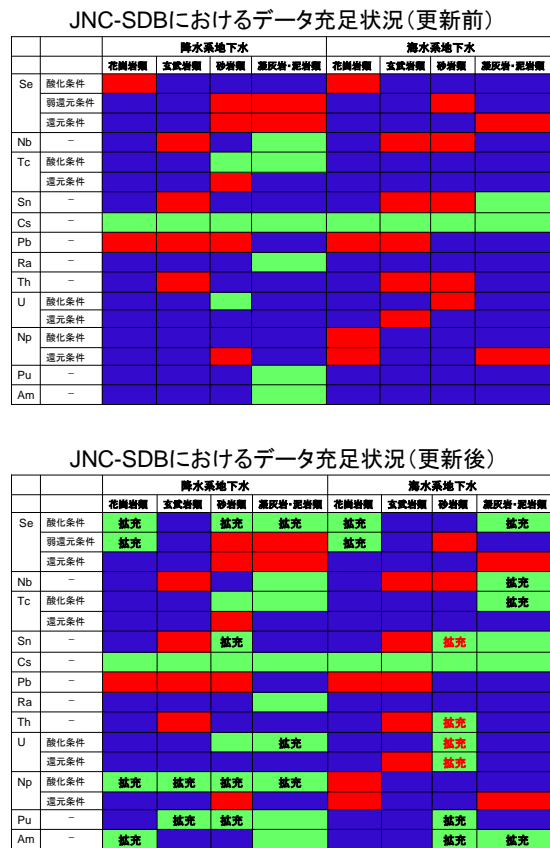 JNC-SDBにおけるデータ充足状況（更新前）
降水系地下水 海水系地下水
花崗岩類 玄武岩類 砂岩類 凝灰岩・泥岩類 花崗岩類 玄武岩類 砂岩類 凝灰岩・泥岩類
Se 酸化条件
弱還元条件
還元条件
Nb －
Tc 酸化条件
還元条件
Sn －
Cs －
Pb －
Ra －
Th －
U 酸化条件
還元条件
Np 酸化条件
還元条件
Pu －
Am －
JNC-SDBにおけるデータ充足状況（更新後）
降水系地下水 海水系地下水
花崗岩類 玄武岩類 砂岩類 凝灰岩・泥岩類 花崗岩類 玄武岩類 砂岩類 凝灰岩・泥岩類
Se 酸化条件 拡充 拡充 拡充 拡充 拡充
弱還元条件 拡充 拡充
還元条件
Nb － 拡充
Tc 酸化条件 拡充
還元条件
Sn － 拡充 拡充
Cs －
Pb －
Ra －
Th － 拡充
U 酸化条件 拡充 拡充
還元条件 拡充
Np 酸化条件 拡充 拡充 拡充 拡充
還元条件
Pu － 拡充 拡充 拡充
Am － 拡充 拡充 拡充